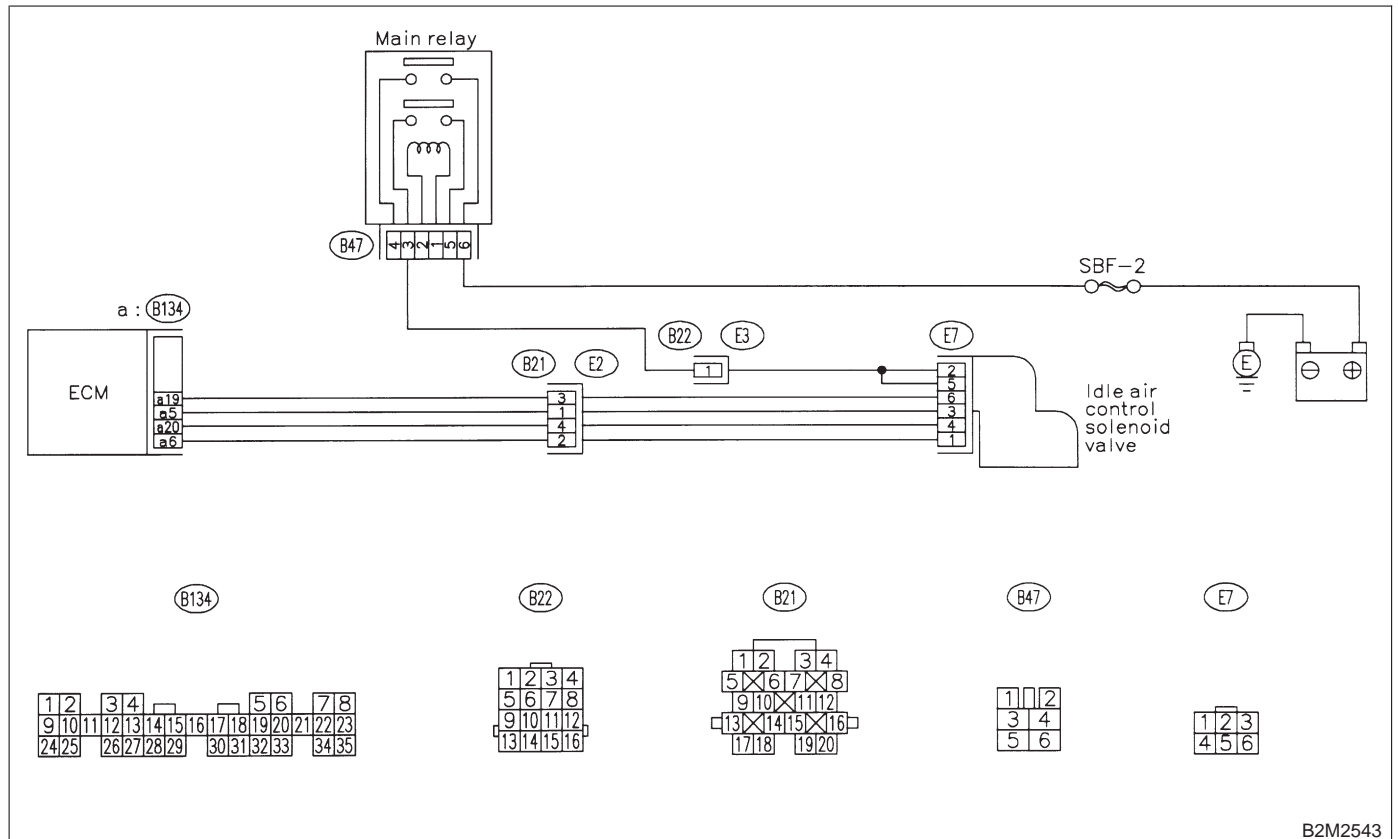 Main relay
B47
4 3 2 1 5 6
SBF-2
a : B134
B22 E3
E7
B21 E2
1
2
5
ECM
a19 3 6
a5 1 3
a20 4 4
a6 2 1
E
⊖ ⊕
Idle air
control
solenoid
valve
B134
B22
B21
B47
E7
1 2 3 4 5 6 7 8
9 10 11 12 13 14 15 16 17 18 19 20 21 22 23
24 25 26 27 28 29 30 31 32 33 34 35
1 2 3 4
5 6 7 8
9 10 11 12
13 14 15 16
1 2 3 4
5 6 7 8
9 10 11 12
13 14 15 16
17 18 19 20
1 2
3 4
5 6
1 2 3
4 5 6
B2M2543